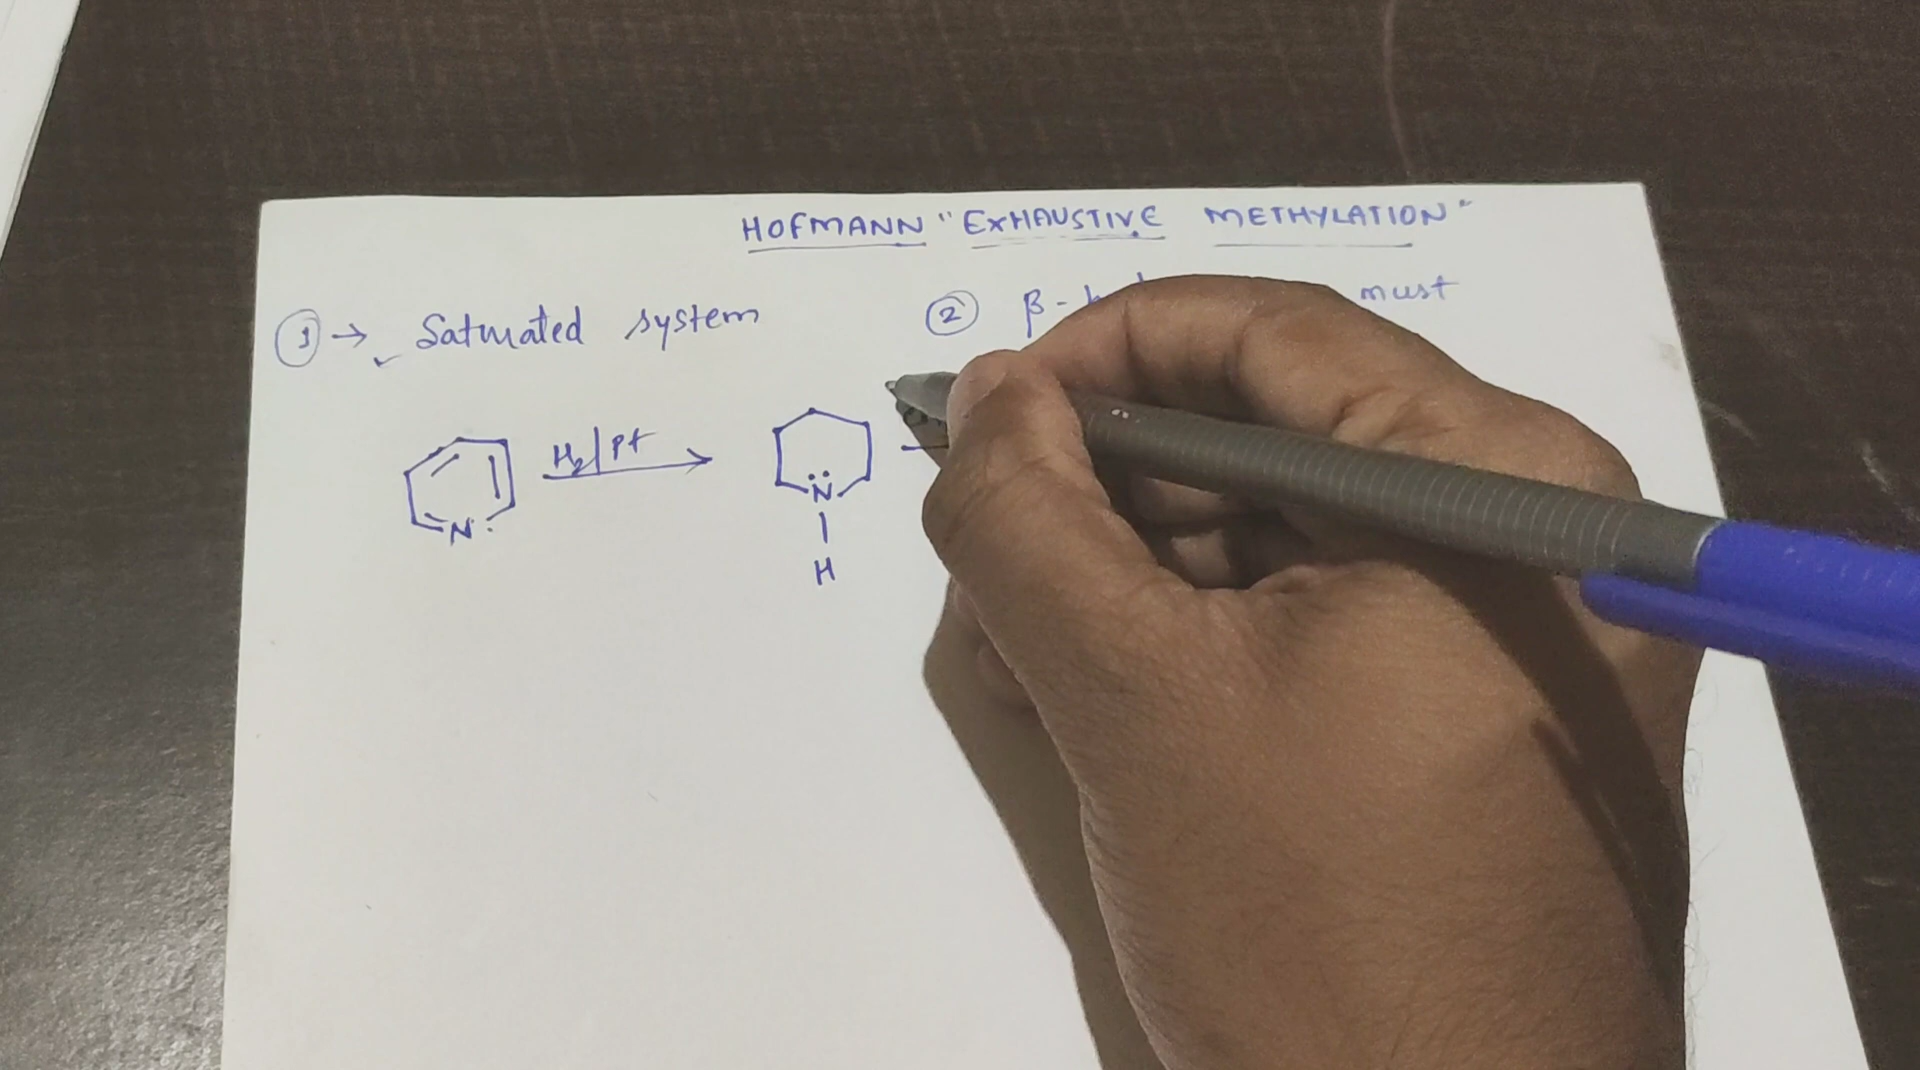 HOFMANN "EXHAUSTIVE METHYLATION"
① → Saturated system
② β - must
H₂ | Pt
N:
N̈
H